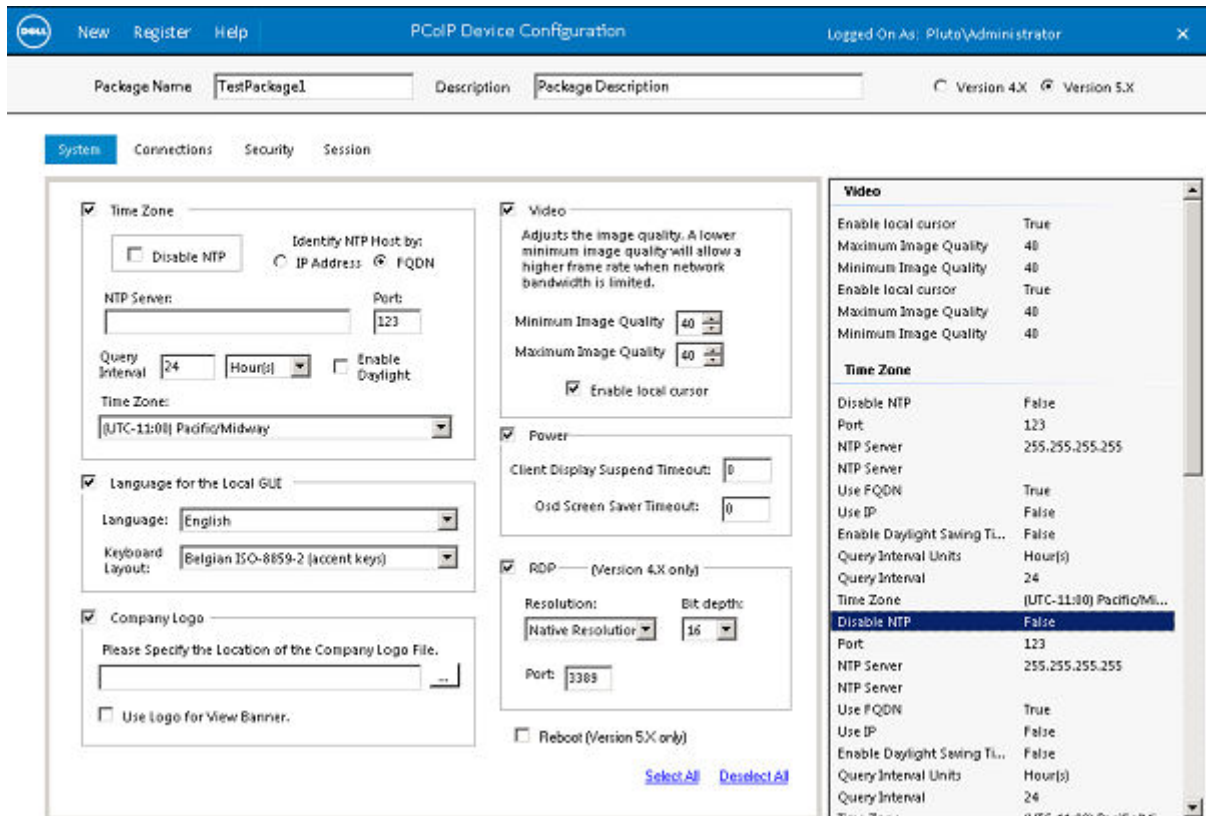 DELL New Register Help PCoIP Device Configuration Logged On As: Pluto\Administrator
Package Name TestPackage1 Description Package Description Version 4.X Version 5.X
System Connections Security Session
Time Zone
Disable NTP
Identify NTP Host by:
IP Address FQDN
NTP Server: Port:
123
Query Interval 24 Hour(s) Enable Daylight
Time Zone:
(UTC-11:00) Pacific/Midway
Language for the Local GUI
Language: English
Keyboard Layout: Belgian ISO-8859-2 (accent keys)
Company Logo
Please Specify the Location of the Company Logo File.
...
Use Logo for View Banner.
Video
Adjusts the image quality. A lower
minimum image quality will allow a
higher frame rate when network
bandwidth is limited.
Minimum Image Quality 40
Maximum Image Quality 40
Enable local cursor
Power
Client Display Suspend Timeout: 0
Osd Screen Saver Timeout: 0
RDP (Version 4.X only)
Resolution: Bit depth:
Native Resolution 16
Port: 3389
Reboot (Version 5.X only)
Select All Deselect All
Video
Enable local cursor True
Maximum Image Quality 40
Minimum Image Quality 40
Enable local cursor True
Maximum Image Quality 40
Minimum Image Quality 40
Time Zone
Disable NTP False
Port 123
NTP Server 255.255.255.255
NTP Server
Use FQDN True
Use IP False
Enable Daylight Saving Ti... False
Query Interval Units Hour(s)
Query Interval 24
Time Zone (UTC-11:00) Pacific/Mi...
Disable NTP False
Port 123
NTP Server 255.255.255.255
NTP Server
Use FQDN True
Use IP False
Enable Daylight Saving Ti... False
Query Interval Units Hour(s)
Query Interval 24